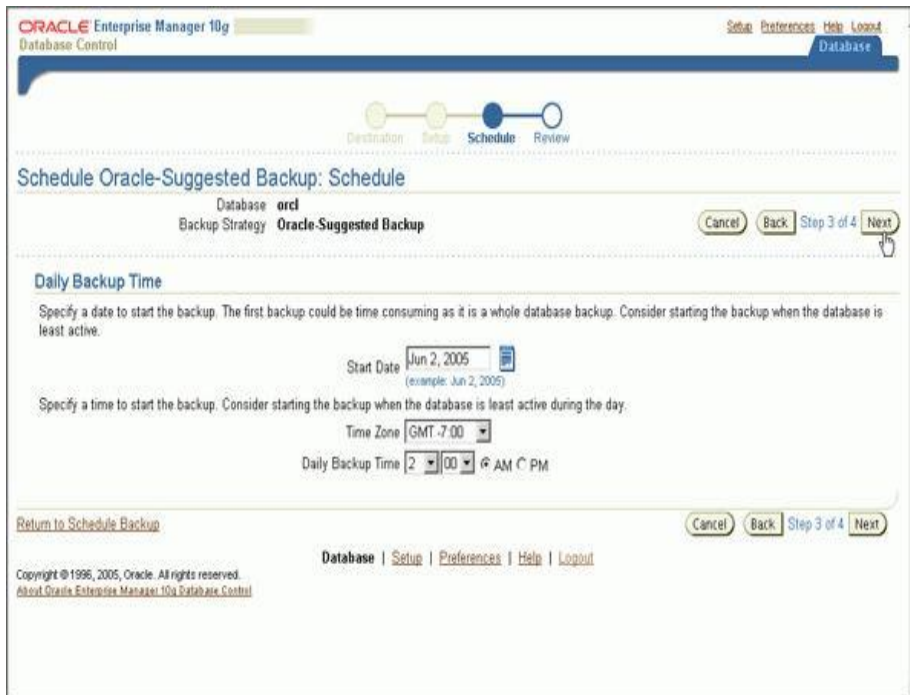 ORACLE Enterprise Manager 10g
Database Control
Setup Preferences Help Logout
Database
Destination Setup Schedule Review
Schedule Oracle-Suggested Backup: Schedule
Database orcl
Backup Strategy Oracle-Suggested Backup
Cancel Back Step 3 of 4 Next
Daily Backup Time
Specify a date to start the backup. The first backup could be time consuming as it is a whole database backup. Consider starting the backup when the database is
least active.
Start Date Jun 2, 2005
(example: Jun 2, 2005)
Specify a time to start the backup. Consider starting the backup when the database is least active during the day.
Time Zone GMT -7:00
Daily Backup Time 2 00 AM PM
Return to Schedule Backup
Cancel Back Step 3 of 4 Next
Database | Setup | Preferences | Help | Logout
Copyright © 1996, 2005, Oracle. All rights reserved.
About Oracle Enterprise Manager 10g Database Control